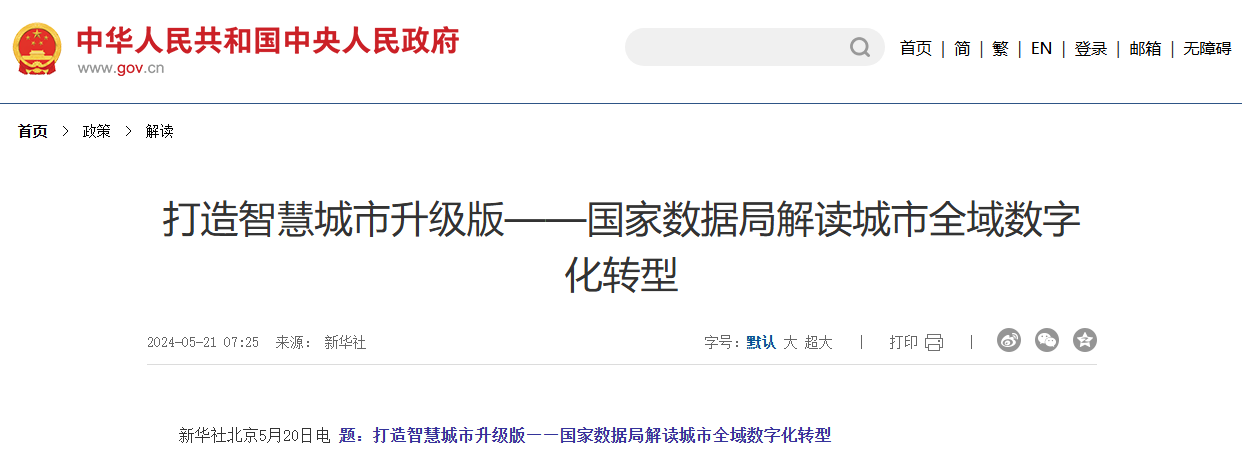 中华人民共和国中央人民政府
www.gov.cn
首页 | 简 | 繁 | EN | 登录 | 邮箱 | 无障碍
首页 > 政策 > 解读
打造智慧城市升级版——国家数据局解读城市全域数字
化转型
2024-05-21 07:25 来源： 新华社 字号：默认 大 超大 | 打印 |
新华社北京5月20日电 题：打造智慧城市升级版——国家数据局解读城市全域数字化转型